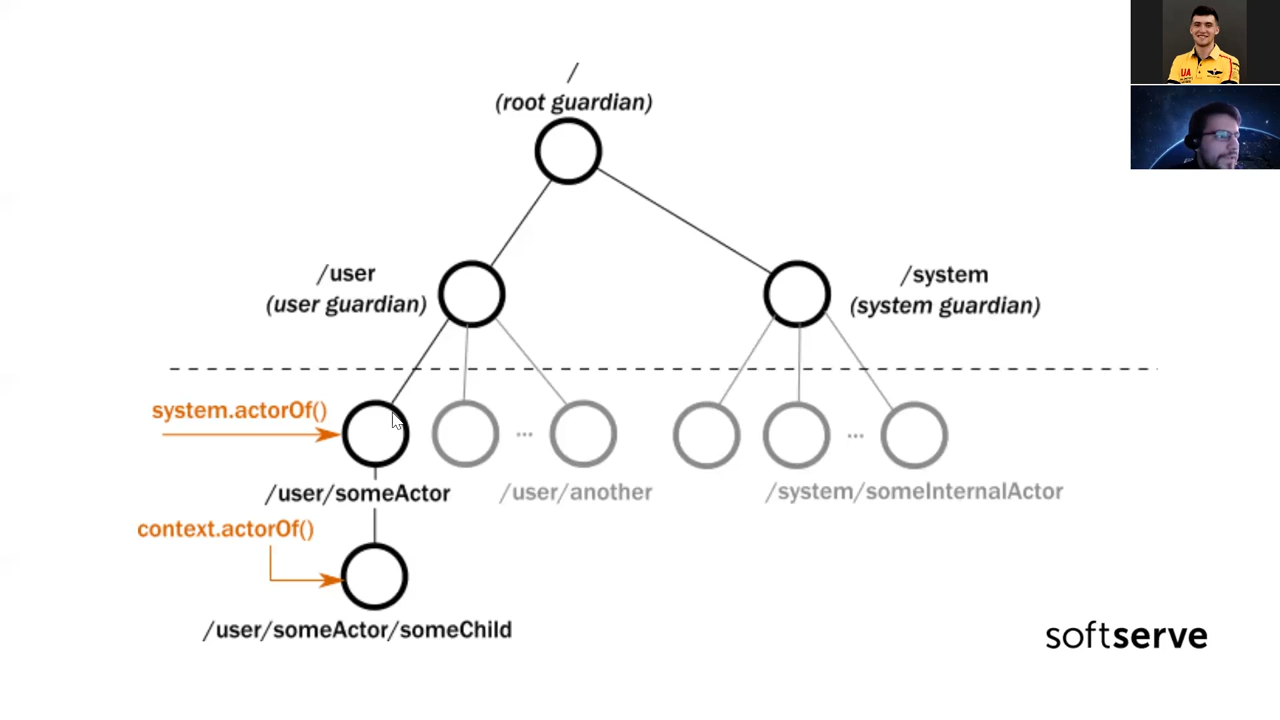 /
(root guardian)
/user
(user guardian)
/system
(system guardian)
system.actorOf()
/user/someActor
/user/another
/system/someInternalActor
context.actorOf()
/user/someActor/someChild
softserve
UA